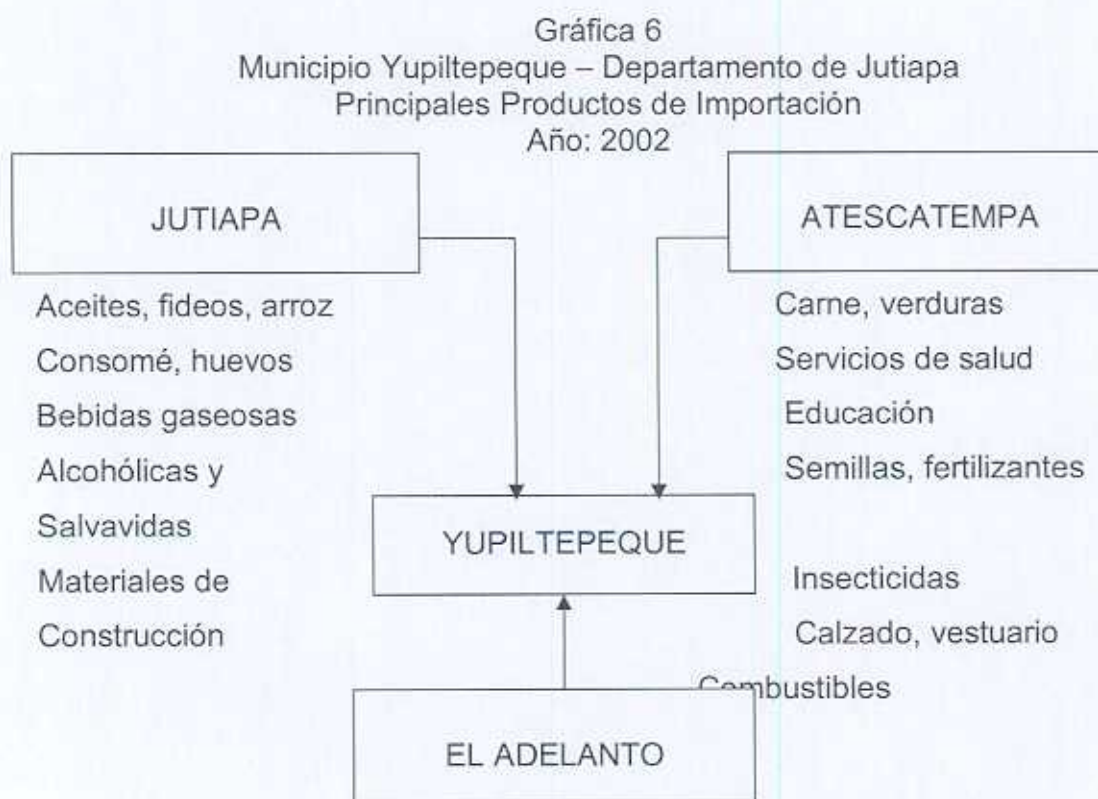 Gráfica 6
Municipio Yupiltepeque – Departamento de Jutiapa
Principales Productos de Importación
Año: 2002
JUTIAPA
Aceites, fideos, arroz
Consomé, huevos
Bebidas gaseosas
Alcohólicas y
Salvavidas
Materiales de
Construcción
ATESCATEMPA
Carne, verduras
Servicios de salud
Educación
Semillas, fertilizantes
Insecticidas
Calzado, vestuario
Combustibles
YUPILTEPEQUE
EL ADELANTO